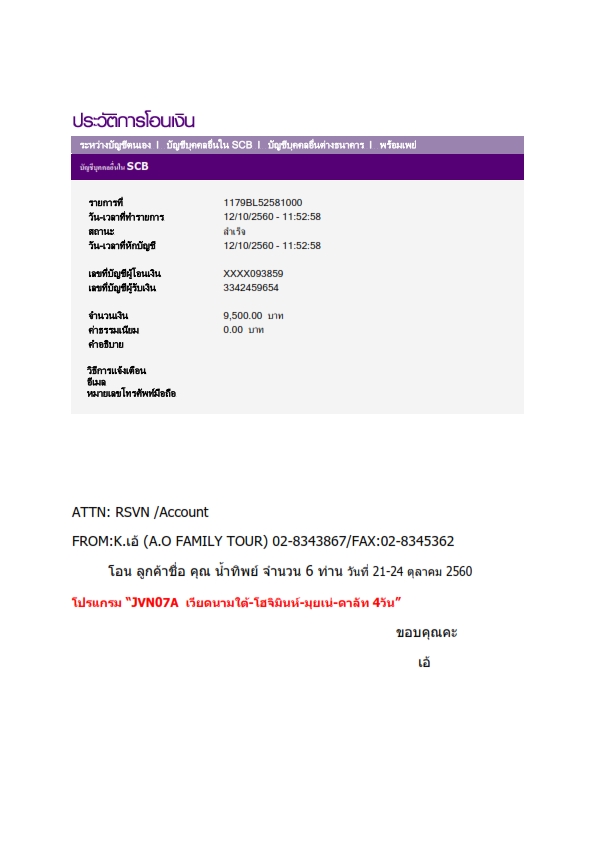 ประวัติการโอนเงิน
ระหว่างบัญชีตนเอง | บัญชีบุคคลอื่นใน SCB | บัญชีบุคคลอื่นต่างธนาคาร | พร้อมเพย์
บัญชีบุคคลอื่นใน SCB
รายการที่ 1179BL52581000
วัน-เวลาที่ทำรายการ 12/10/2560 - 11:52:58
สถานะ สำเร็จ
วัน-เวลาที่หักบัญชี 12/10/2560 - 11:52:58
เลขที่บัญชีผู้โอนเงิน XXXX093859
เลขที่บัญชีผู้รับเงิน 3342459654
จำนวนเงิน 9,500.00 บาท
ค่าธรรมเนียม 0.00 บาท
คำอธิบาย
วิธีการแจ้งเตือน
อีเมล
หมายเลขโทรศัพท์มือถือ
ATTN: RSVN /Account
FROM:K.เอ้ (A.O FAMILY TOUR) 02-8343867/FAX:02-8345362
โอน ลูกค้าชื่อ คุณ น้ำทิพย์ จำนวน 6 ท่าน วันที่ 21-24 ตุลาคม 2560
โปรแกรม "JVN07A เวียดนามใต้-โฮจิมินห์-มุยเน่-ดาลัท 4วัน"
ขอบคุณคะ
เอ้